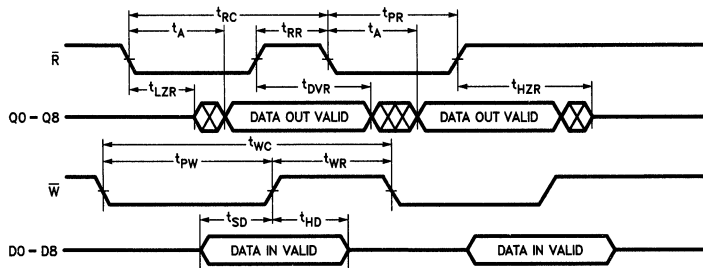 tRC tPR
tA tRR tA
R̅
tLZR tDVR tHZR
Q0 – Q8 DATA OUT VALID DATA OUT VALID
tWC
tPW tWR
W̅
tSD tHD
D0 – D8 DATA IN VALID DATA IN VALID